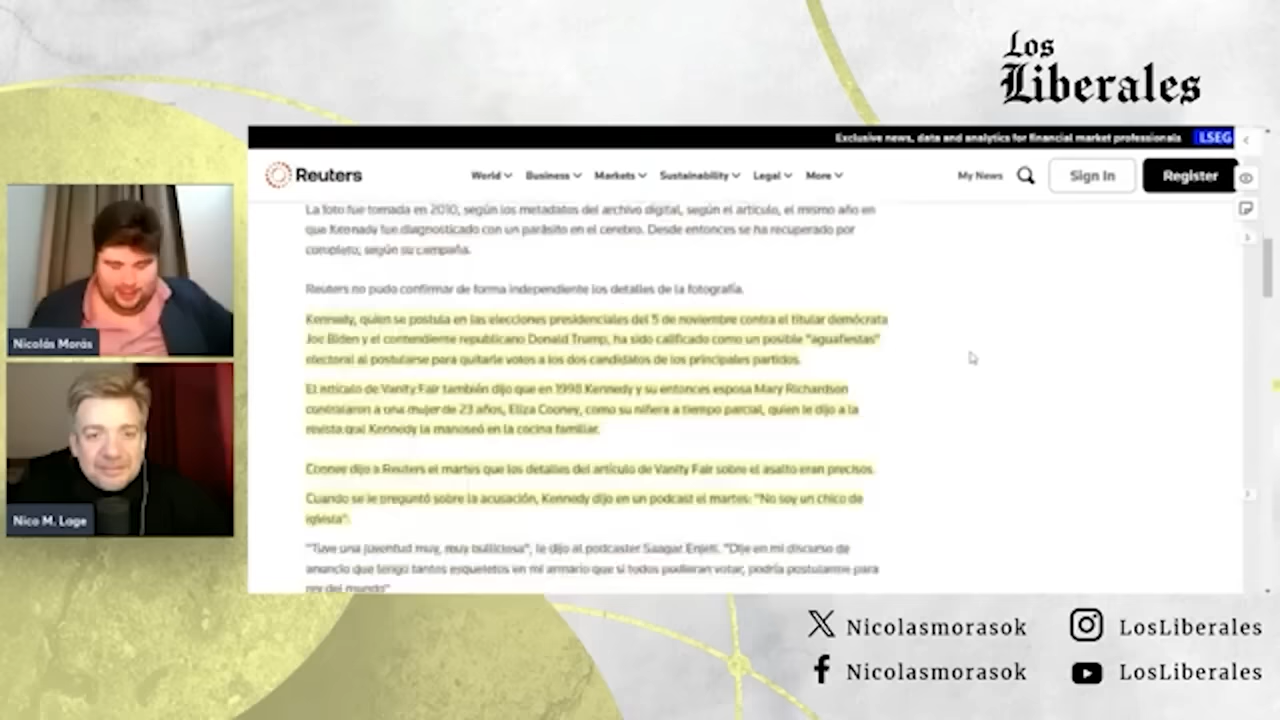 Los
Liberales
Exclusive news, data and analytics for financial market professionals LSEG
Reuters World Business Markets Sustainability Legal More My News Sign In Register
La foto fue tomada en 2010, según los metadatos del archivo digital, según el artículo, el mismo año en
que Kennedy fue diagnosticado con un parásito en el cerebro. Desde entonces se ha recuperado por
completo, según su campaña.
Reuters no pudo confirmar de forma independiente los detalles de la fotografía.
Kennedy, quien se postula en las elecciones presidenciales del 5 de noviembre contra el titular demócrata
Joe Biden y el contendiente republicano Donald Trump, ha sido calificado como un posible "aguafiestas"
electoral al postularse para quitarle votos a los dos candidatos de los principales partidos.
El artículo de Vanity Fair también dijo que en 1998 Kennedy y su entonces esposa Mary Richardson
contrataron a una mujer de 23 años, Eliza Cooney, como su niñera a tiempo parcial, quien le dijo a la
revista que Kennedy la manoseó en la cocina familiar.
Cooney dijo a Reuters el martes que los detalles del artículo de Vanity Fair sobre el asalto eran precisos.
Cuando se le preguntó sobre la acusación, Kennedy dijo en un podcast el martes: "No soy un chico de
iglesia".
"Tuve una juventud muy, muy bulliciosa", le dijo al podcaster Saagar Enjeti. "Dije en mi discurso de
anuncio que tengo tantos esqueletos en mi armario que si todos pudieran votar, podría postularme para
rey del mundo"
Nicolás Morás
Nico M. Lage
Nicolasmorasok LosLiberales
Nicolasmorasok LosLiberales